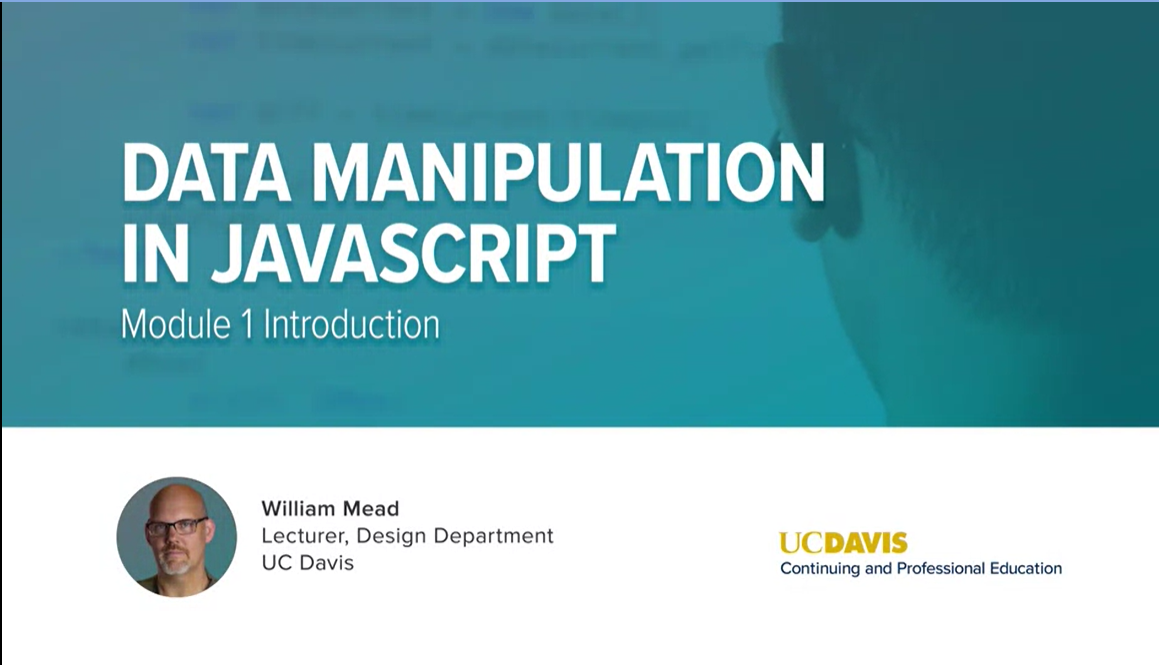 DATA MANIPULATION
IN JAVASCRIPT
Module 1 Introduction
William Mead
Lecturer, Design Department
UC Davis
UCDAVIS
Continuing and Professional Education